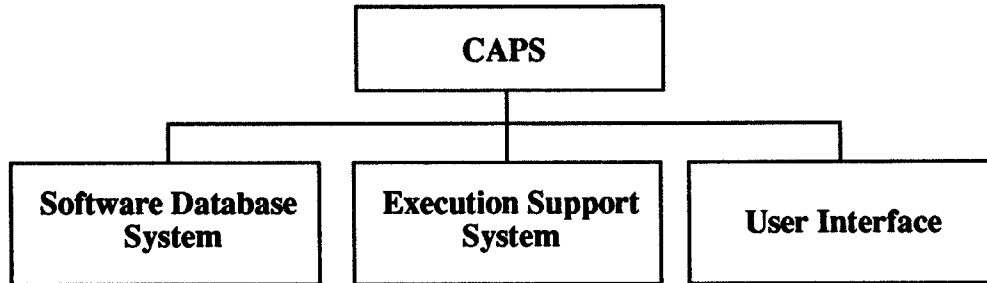 CAPS
Software Database
System
Execution Support
System
User Interface